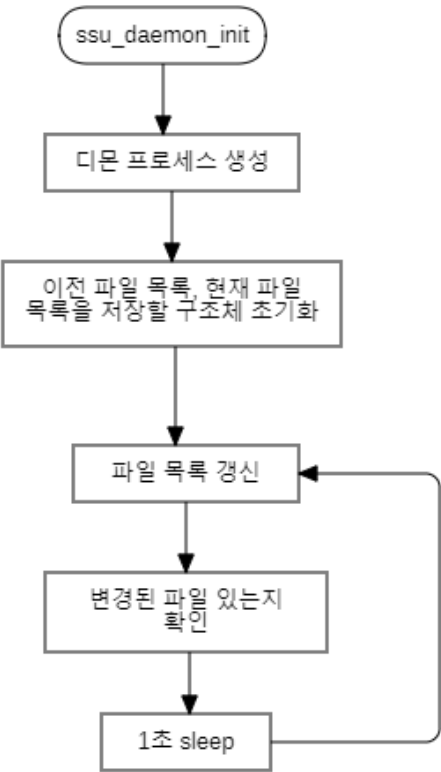 ssu_daemon_init
디몬 프로세스 생성
이전 파일 목록, 현재 파일
목록을 저장할 구조체 초기화
파일 목록 갱신
변경된 파일 있는지
확인
1초 sleep